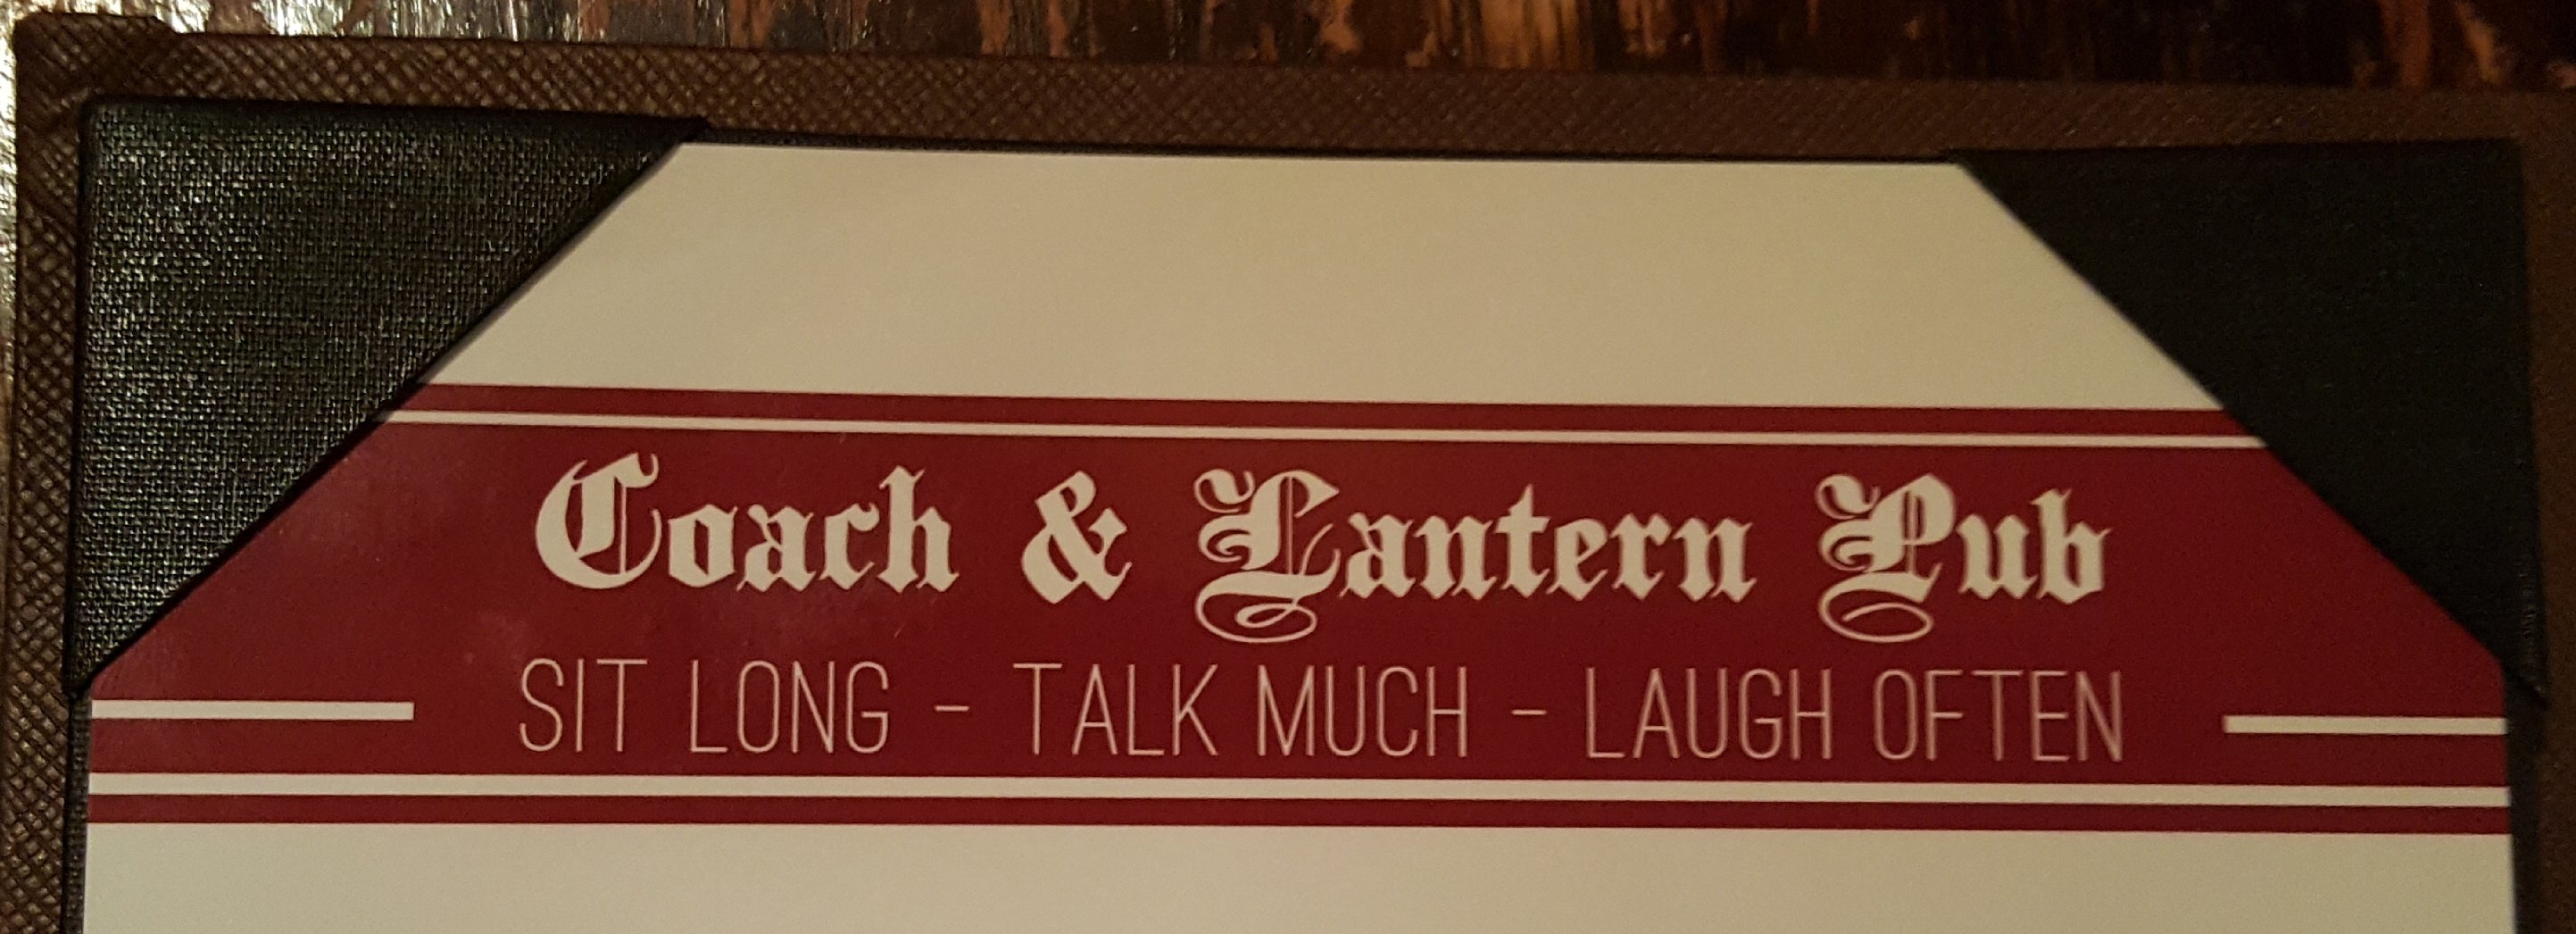 Coach & Lantern Pub
SIT LONG - TALK MUCH - LAUGH OFTEN